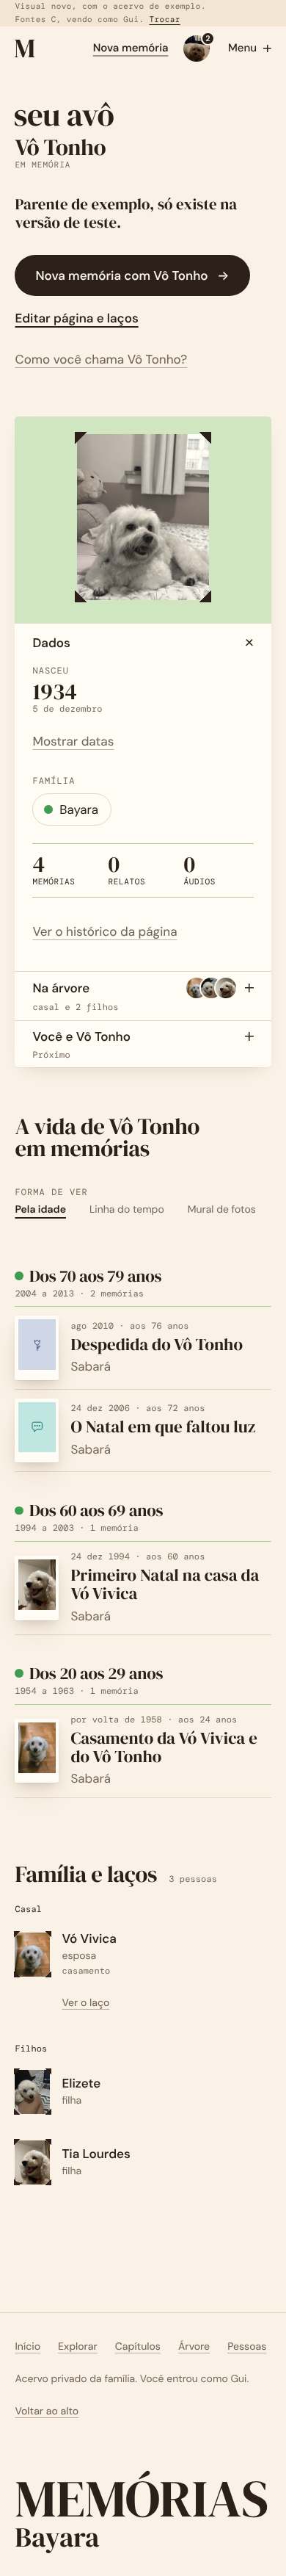 Visual novo, com o acervo de exemplo.
Fontes C, vendo como Gui. Trocar
M
Nova memória
2
Menu +
seu avô
Vô Tonho
EM MEMÓRIA
Parente de exemplo, só existe na
versão de teste.
Nova memória com Vô Tonho →
Editar página e laços
Como você chama Vô Tonho?
Dados ×
NASCEU
1934
5 de dezembro
Mostrar datas
FAMÍLIA
Bayara
4 0 0
MEMÓRIAS RELATOS ÁUDIOS
Ver o histórico da página
Na árvore +
casal e 2 filhos
Você e Vô Tonho +
Próximo
A vida de Vô Tonho
em memórias
FORMA DE VER
Pela idade Linha do tempo Mural de fotos
Dos 70 aos 79 anos
2004 a 2013 · 2 memórias
ago 2010 · aos 76 anos
Despedida do Vô Tonho
Sabará
24 dez 2006 · aos 72 anos
O Natal em que faltou luz
Sabará
Dos 60 aos 69 anos
1994 a 2003 · 1 memória
24 dez 1994 · aos 60 anos
Primeiro Natal na casa da
Vó Vivica
Sabará
Dos 20 aos 29 anos
1954 a 1963 · 1 memória
por volta de 1958 · aos 24 anos
Casamento da Vó Vivica e
do Vô Tonho
Sabará
Família e laços 3 pessoas
Casal
Vó Vivica
esposa
casamento
Ver o laço
Filhos
Elizete
filha
Tia Lourdes
filha
Início Explorar Capítulos Árvore Pessoas
Acervo privado da família. Você entrou como Gui.
Voltar ao alto
MEMÓRIAS
Bayara